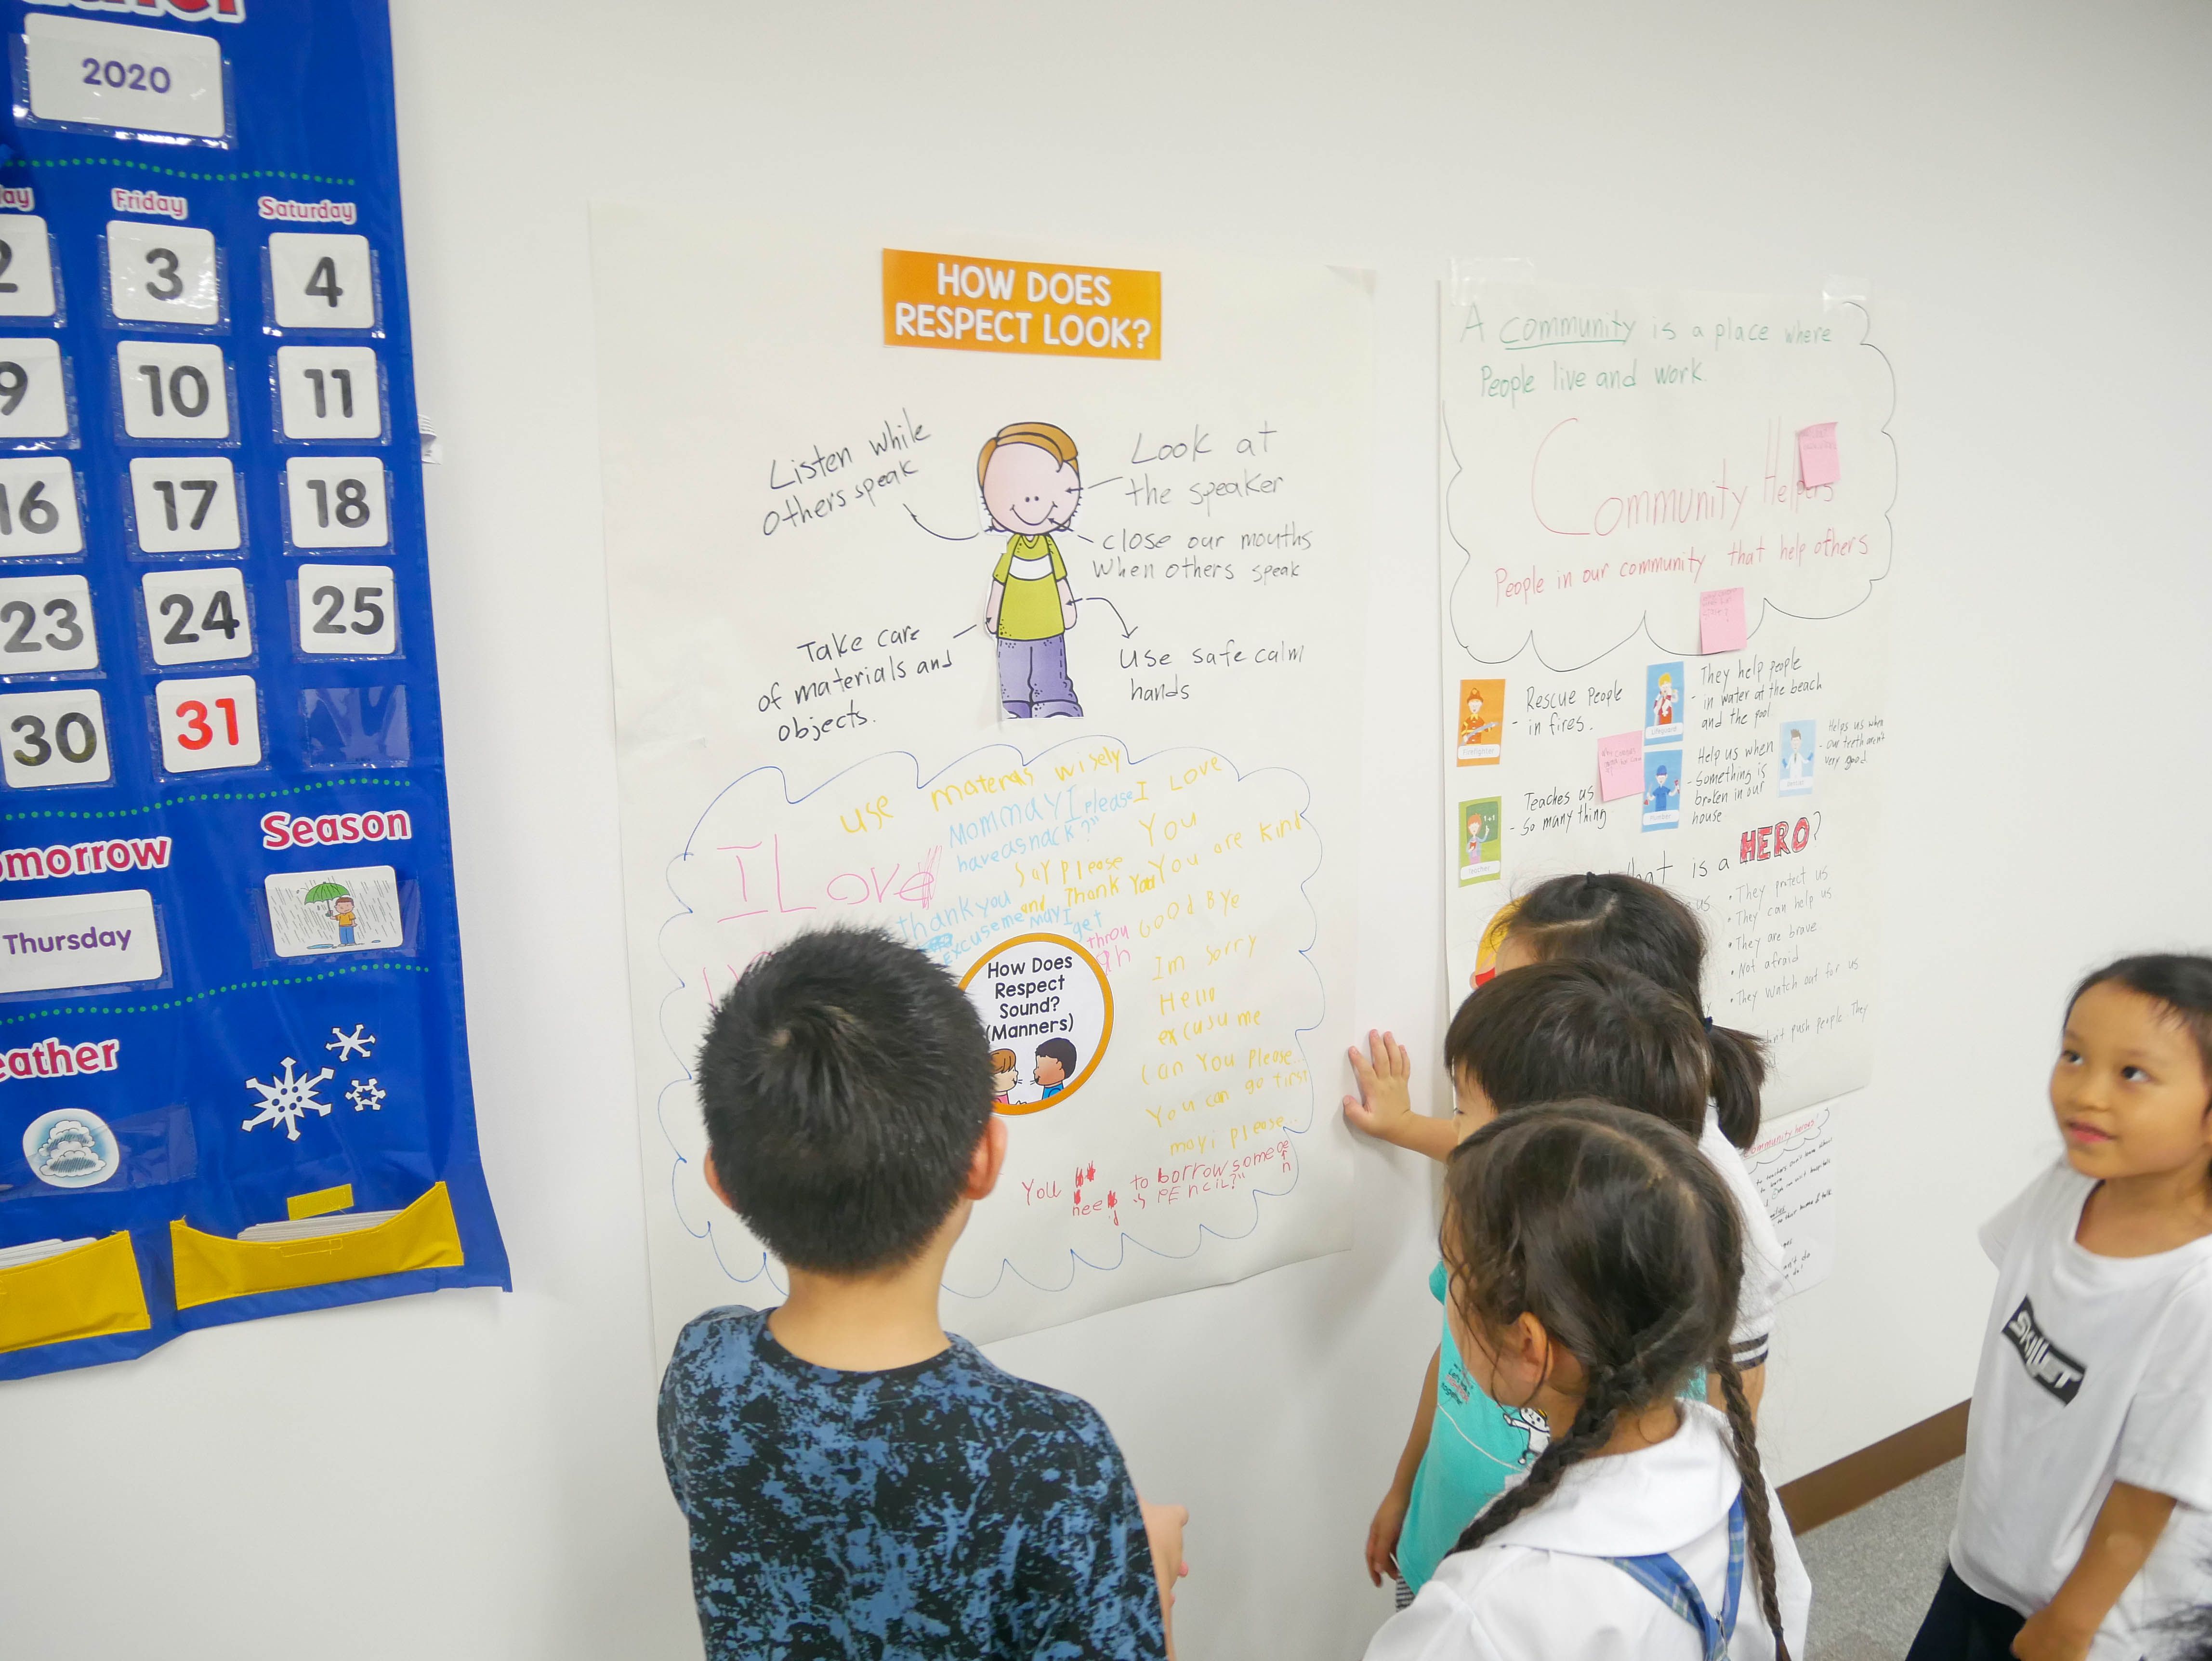 2020
Friday
Saturday
2
3
4
9
10
11
16
17
18
23
24
25
30
31
Season
Thursday
HOW DOES
RESPECT LOOK?
Listen while
others speak
Look at
the speaker
close our mouths
when others speak
Take care
of materials and
objects.
use safe calm
hands
use materas wisely
I Love
Mommay I please
have a snack?"
I Love
You
Say please
and Thank You
You are kind
thank you
excuse me may I
get
throu
gh
Good Bye
Im sorry
Hello
excusu me
Can You Please...
You can go first
may i please...
You
need
to borrow some
PEnciL?"
How Does
Respect
Sound?
(Manners)
A community is a place where
People live and work.
Community Helpers
People in our community that help others
- Rescue People
in fires.
Firefighter
- They help people
in water at the beach
and the pool
Lifeguard
- Teaches us
so many thing
Teacher
- Help us when
something is
broken in our
house
- Helps us when
our teeth aren't
very good
What is a HERO?
• They protect us
• They can help us
• They are brave
• Not afraid
• They watch out for us
push people They